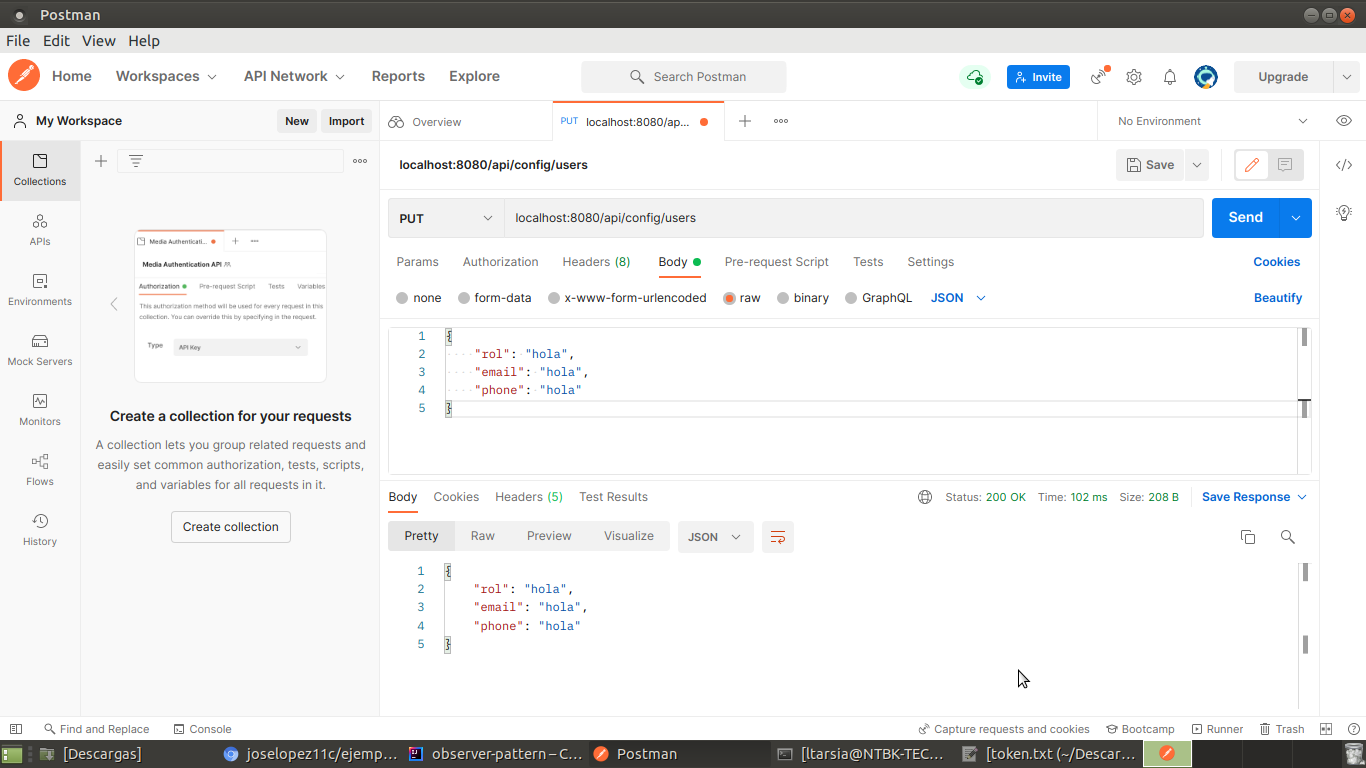 Postman
File Edit View Help
Home Workspaces API Network Reports Explore Search Postman Invite Upgrade
My Workspace New Import Overview PUT localhost:8080/ap... No Environment
localhost:8080/api/config/users Save
Collections
APIs
Environments
Mock Servers
Monitors
Flows
History
Media Authenticati...
Media Authentication API
Authorization Pre-request Script Tests Variables
This authorization method will be used for every request in this
collection. You can override this by specifying in the request.
Type API Key
Create a collection for your requests
A collection lets you group related requests and
easily set common authorization, tests, scripts,
and variables for all requests in it.
Create collection
PUT localhost:8080/api/config/users Send
Params Authorization Headers (8) Body Pre-request Script Tests Settings Cookies
none form-data x-www-form-urlencoded raw binary GraphQL JSON Beautify
1 {
2 "rol": "hola",
3 "email": "hola",
4 "phone": "hola"
5 }
Body Cookies Headers (5) Test Results Status: 200 OK Time: 102 ms Size: 208 B Save Response
Pretty Raw Preview Visualize JSON
1 {
2 "rol": "hola",
3 "email": "hola",
4 "phone": "hola"
5 }
Find and Replace Console Capture requests and cookies Bootcamp Runner Trash
[Descargas] joselopez11c/ejemp... observer-pattern – C... Postman [ltarsia@NTBK-TEC... [token.txt (~/Descar...